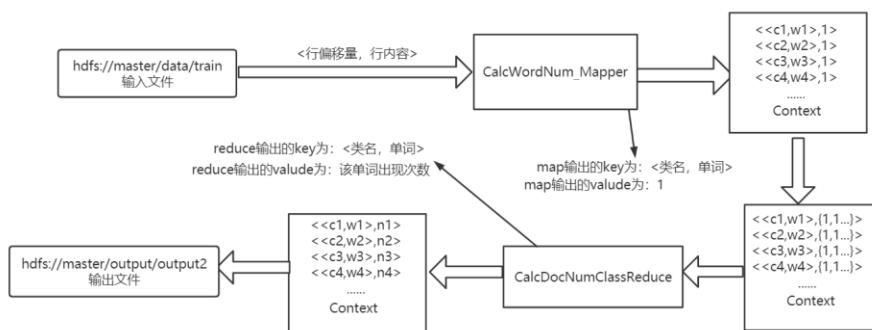 hdfs://master/data/train
输入文件
<行偏移量，行内容>
CalcWordNum_Mapper
<<c1,w1>,1>
<<c2,w2>,1>
<<c3,w3>,1>
<<c4,w4>,1>
......
Context
reduce输出的key为：<类名，单词>
reduce输出的valude为：该单词出现次数
map输出的key为：<类名，单词>
map输出的valude为：1
<<c1,w1>,{1,1...}>
<<c2,w2>,{1,1...}>
<<c3,w3>,{1,1...}>
<<c4,w4>,{1,1...}>
......
Context
CalcDocNumClassReduce
<<c1,w1>,n1>
<<c2,w2>,n2>
<<c3,w3>,n3>
<<c4,w4>,n4>
......
Context
hdfs://master/output/output2
输出文件